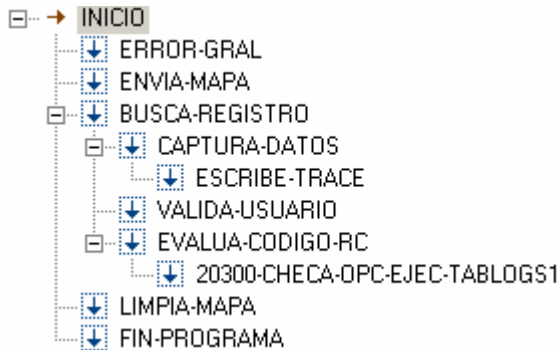 INICIO
ERROR-GRAL
ENVIA-MAPA
BUSCA-REGISTRO
CAPTURA-DATOS
ESCRIBE-TRACE
VALIDA-USUARIO
EVALUA-CODIGO-RC
20300-CHECA-OPC-EJEC-TABLOGS1
LIMPIA-MAPA
FIN-PROGRAMA